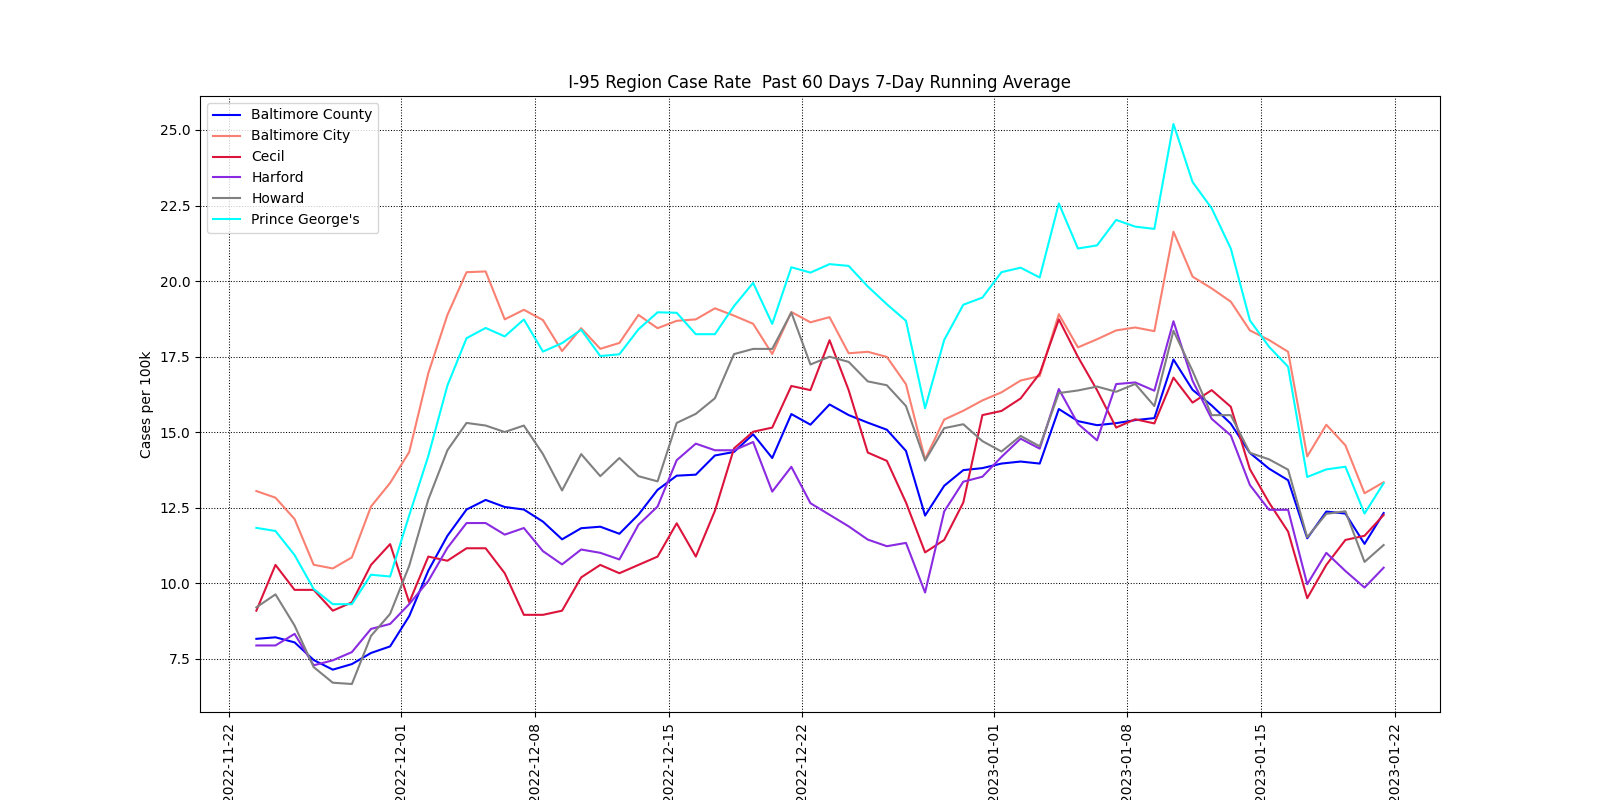 I-95 Region Case Rate  Past 60 Days 7-Day Running Average
Baltimore County
Baltimore City
Cecil
Harford
Howard
Prince George's
Cases per 100k
25.0
22.5
20.0
17.5
15.0
12.5
10.0
7.5
2022-11-22
2022-12-01
2022-12-08
2022-12-15
2022-12-22
2023-01-01
2023-01-08
2023-01-15
2023-01-22